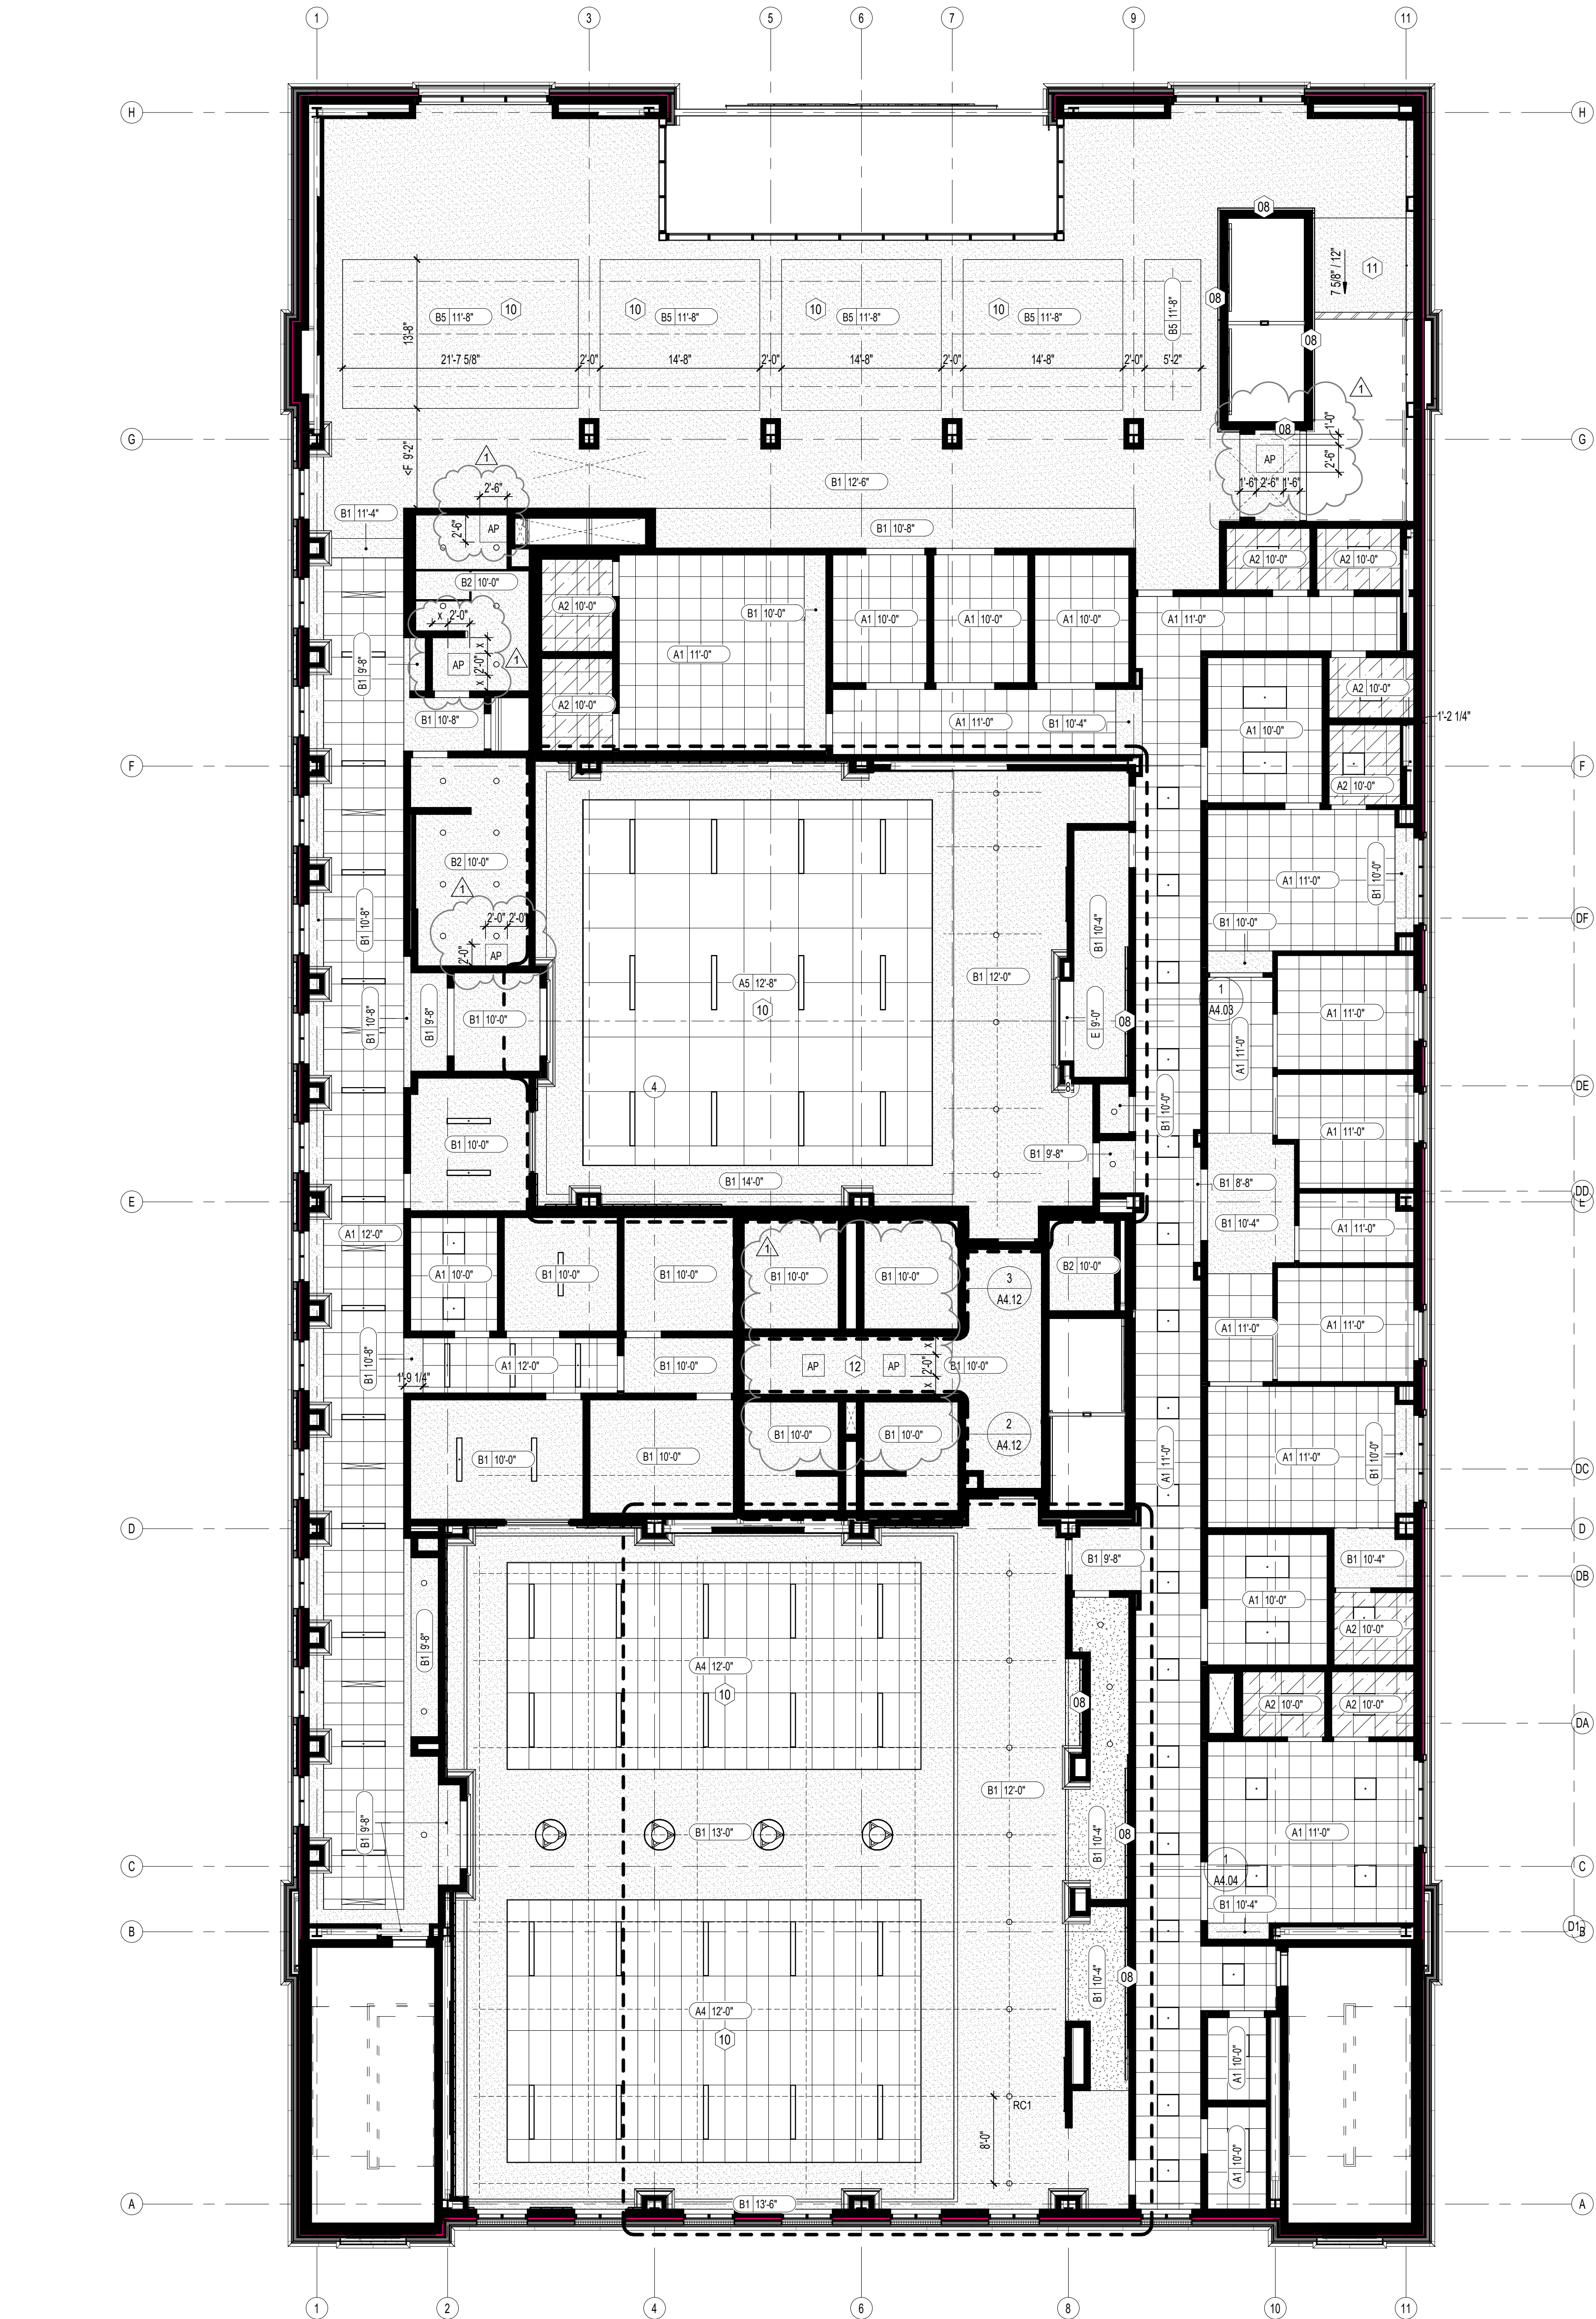 1 3 5 6 7 9 11
H H
08
7 5/8" / 12"
11
08
10 10 10 10
B5 11'-8" B5 11'-8" B5 11'-8" B5 11'-8" B5 11'-8"
13'-8"
08
21'-7 5/8" 2'-0" 14'-8" 2'-0" 14'-8" 2'-0" 14'-8" 2'-0" 5'-2"
1
08
1'-0"
G G
<F 9'-2"
1
AP
2'-6"
B1 12'-6"
1'-6" 2'-6" 1'-6"
2'-6"
B1 11'-4"
2'-6"
AP
B1 10'-8"
A2 10'-0" A2 10'-0"
B2 10'-0"
A2 10'-0"
B1 10'-0"
A1 10'-0" A1 10'-0" A1 10'-0"
A1 11'-0"
X 2'-0"
A1 11'-0"
B1 9'-8"
AP
X
2'-0"
X
1
A2 10'-0"
A2 10'-0"
B1 10'-8"
A1 11'-0"
B1 10'-4"
1'-2 1/4"
A1 10'-0"
F F
A2 10'-0"
B2 10'-0"
1
A1 11'-0"
B1 10'-0"
B1 10'-8"
2'-0" 2'-0"
2'-0"
AP
B1 10'-4"
B1 10'-0"
DF
A5 12'-8"
10
B1 12'-0"
1
A4.03
B1 10'-8"
B1 9'-8"
B1 10'-0"
E 9'-0"
08
A1 11'-0"
A1 11'-0"
4
8
DE
B1 10'-0"
B1 10'-0"
A1 11'-0"
B1 9'-8"
B1 14'-0"
B1 8'-8"
DD
E E
B1 10'-4"
A1 11'-0"
A1 12'-0"
1
A1 10'-0" B1 10'-0" B1 10'-0" B1 10'-0" B1 10'-0"
3
A4.12
B2 10'-0"
A1 11'-0" A1 11'-0"
B1 10'-8"
1'-9 1/4"
A1 12'-0"
B1 10'-0"
AP 12 AP
X
2'-0"
X
B1 10'-0"
B1 10'-0" B1 10'-0" B1 10'-0" B1 10'-0"
2
A4.12
A1 11'-0"
A1 11'-0"
B1 10'-0"
DC
D D
B1 9'-8"
B1 10'-4"
DB
A1 10'-0"
A2 10'-0"
B1 9'-8"
A4 12'-0"
10
08
A2 10'-0" A2 10'-0"
DA
B1 12'-0"
B1 9'-8"
B1 13'-0"
B1 10'-4"
08
A1 11'-0"
C C
1
A4.04
B1 10'-4"
B D1 B
B1 10'-4"
08
A4 12'-0"
10
A1 10'-0"
RC1
8'-0"
A1 10'-0"
A A
B1 13'-6"
1 2 4 6 8 10 11